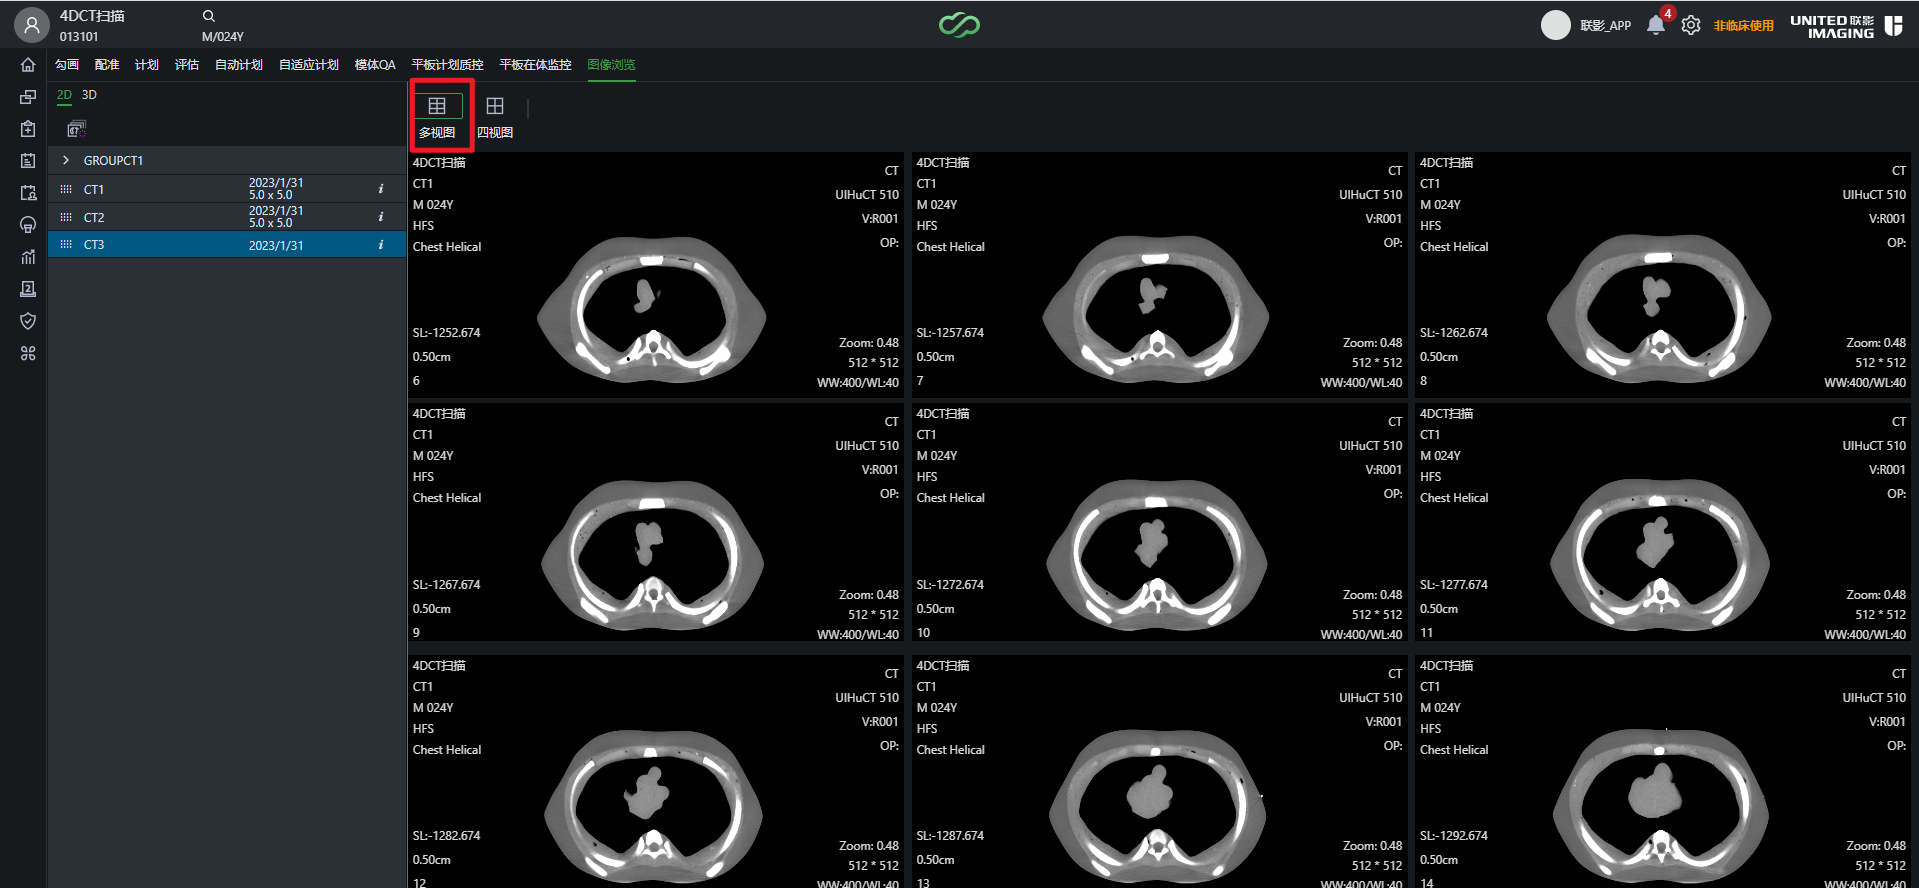 4DCT扫描
013101
M/024Y
联影_APP
4
非临床使用
UNITED 联影
IMAGING
勾画 配准 计划 评估 自动计划 自适应计划 模体QA 平板计划质控 平板在体监控 图像浏览
2D 3D
多视图 四视图
GROUPCT1
CT1 2023/1/31 i
5.0 x 5.0
CT2 2023/1/31 i
5.0 x 5.0
CT3 2023/1/31 i
4DCT扫描
CT1
M 024Y
HFS
Chest Helical
CT
UIHuCT 510
V:R001
OP:
SL:-1252.674
0.50cm
6
Zoom: 0.48
512 * 512
WW:400/WL:40
4DCT扫描
CT1
M 024Y
HFS
Chest Helical
CT
UIHuCT 510
V:R001
OP:
SL:-1257.674
0.50cm
7
Zoom: 0.48
512 * 512
WW:400/WL:40
4DCT扫描
CT1
M 024Y
HFS
Chest Helical
CT
UIHuCT 510
V:R001
OP:
SL:-1262.674
0.50cm
8
Zoom: 0.48
512 * 512
WW:400/WL:40
4DCT扫描
CT1
M 024Y
HFS
Chest Helical
CT
UIHuCT 510
V:R001
OP:
SL:-1267.674
0.50cm
9
Zoom: 0.48
512 * 512
WW:400/WL:40
4DCT扫描
CT1
M 024Y
HFS
Chest Helical
CT
UIHuCT 510
V:R001
OP:
SL:-1272.674
0.50cm
10
Zoom: 0.48
512 * 512
WW:400/WL:40
4DCT扫描
CT1
M 024Y
HFS
Chest Helical
CT
UIHuCT 510
V:R001
OP:
SL:-1277.674
0.50cm
11
Zoom: 0.48
512 * 512
WW:400/WL:40
4DCT扫描
CT1
M 024Y
HFS
Chest Helical
CT
UIHuCT 510
V:R001
OP:
SL:-1282.674
0.50cm
12
Zoom: 0.48
512 * 512
WW:400/WL:40
4DCT扫描
CT1
M 024Y
HFS
Chest Helical
CT
UIHuCT 510
V:R001
OP:
SL:-1287.674
0.50cm
13
Zoom: 0.48
512 * 512
WW:400/WL:40
4DCT扫描
CT1
M 024Y
HFS
Chest Helical
CT
UIHuCT 510
V:R001
OP:
SL:-1292.674
0.50cm
14
Zoom: 0.48
512 * 512
WW:400/WL:40